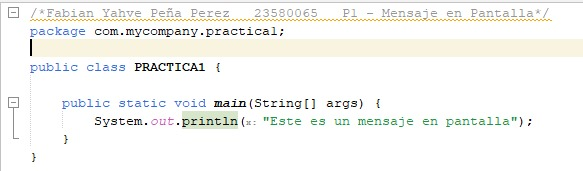 /*Fabian Yahve Peña Perez   23580065   P1 - Mensaje en Pantalla*/
package com.mycompany.practica1;
public class PRACTICA1 {
    public static void main(String[] args) {
        System.out.println(x: "Este es un mensaje en pantalla");
    }
}